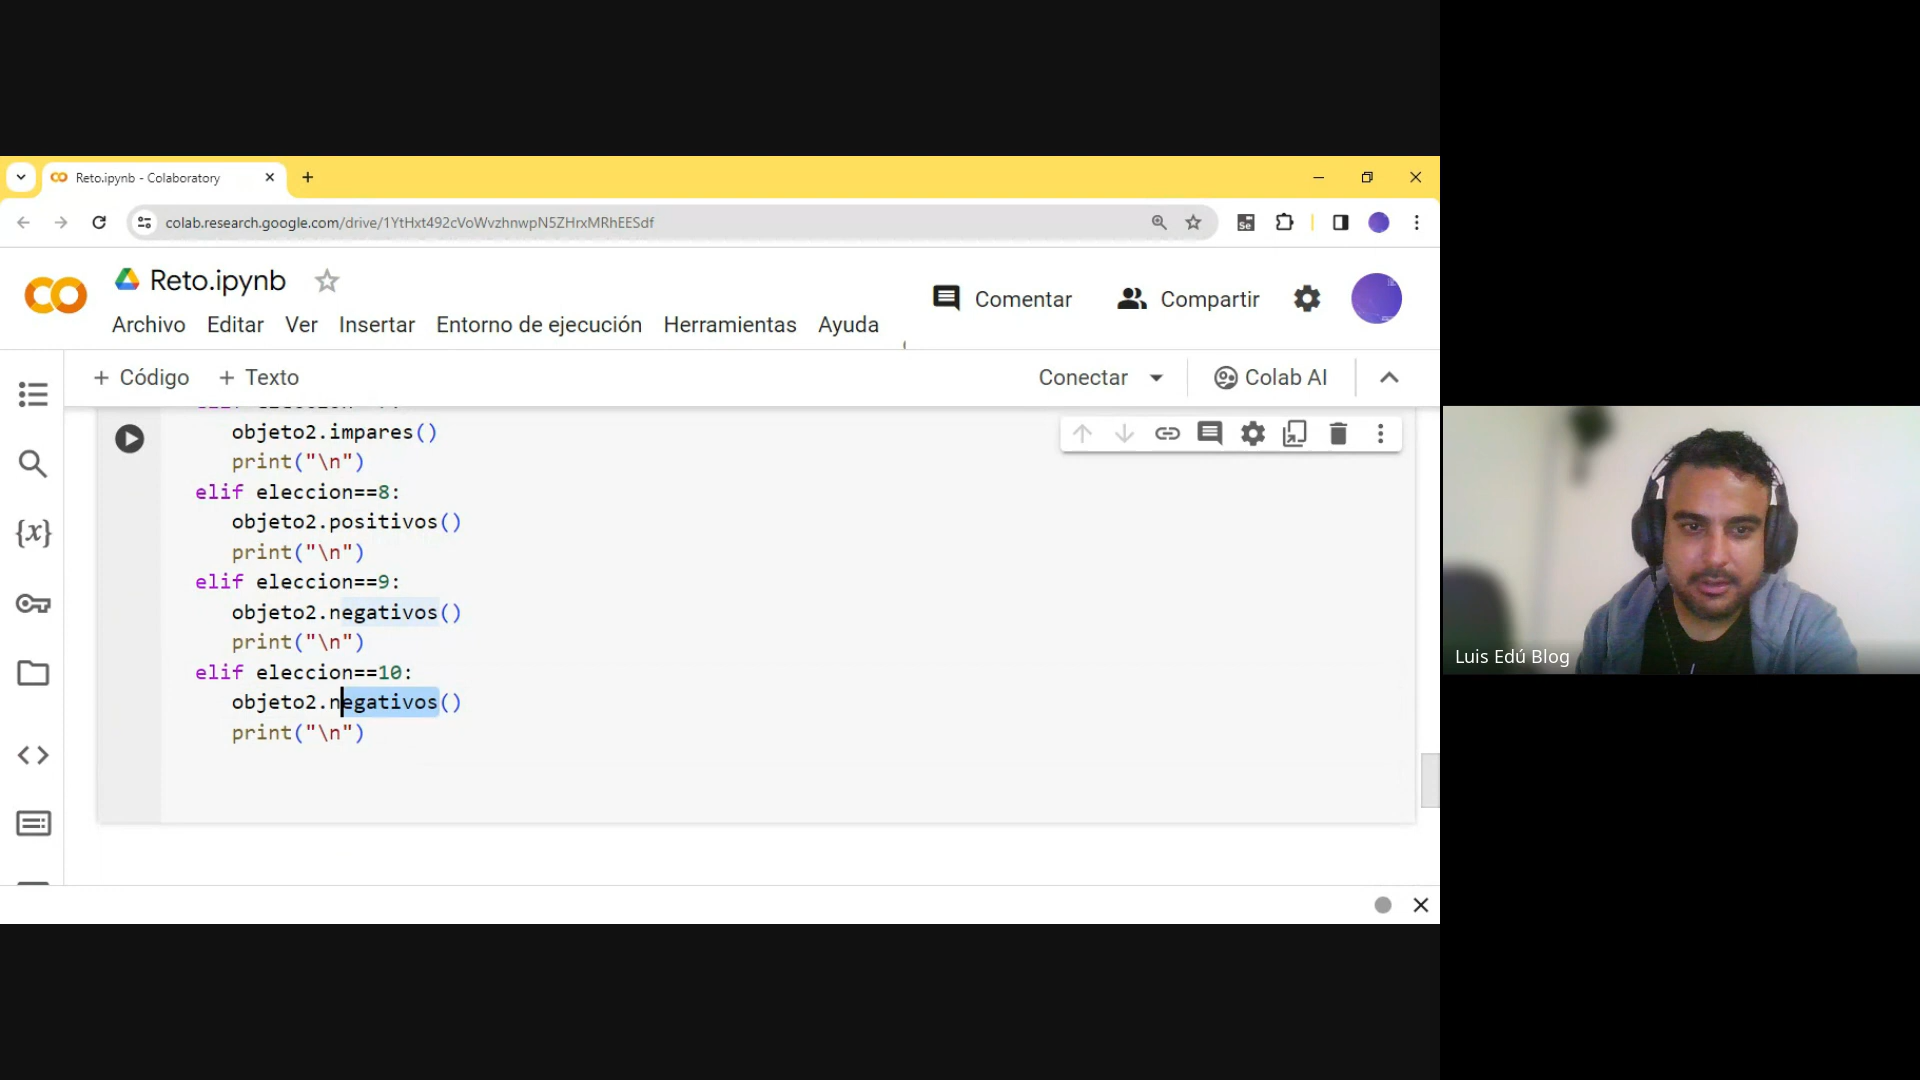 Reto.ipynb - Colaboratory
colab.research.google.com/drive/1YtHxt492cVoWvzhnwpN5ZHrxMRhEESdf
Reto.ipynb
Comentar
Compartir
Archivo Editar Ver Insertar Entorno de ejecución Herramientas Ayuda
+ Código + Texto
Conectar
Colab AI
objeto2.impares()
print("\n")
elif eleccion==8:
objeto2.positivos()
print("\n")
elif eleccion==9:
objeto2.negativos()
print("\n")
elif eleccion==10:
objeto2.negativos()
print("\n")
Luis Edú Blog